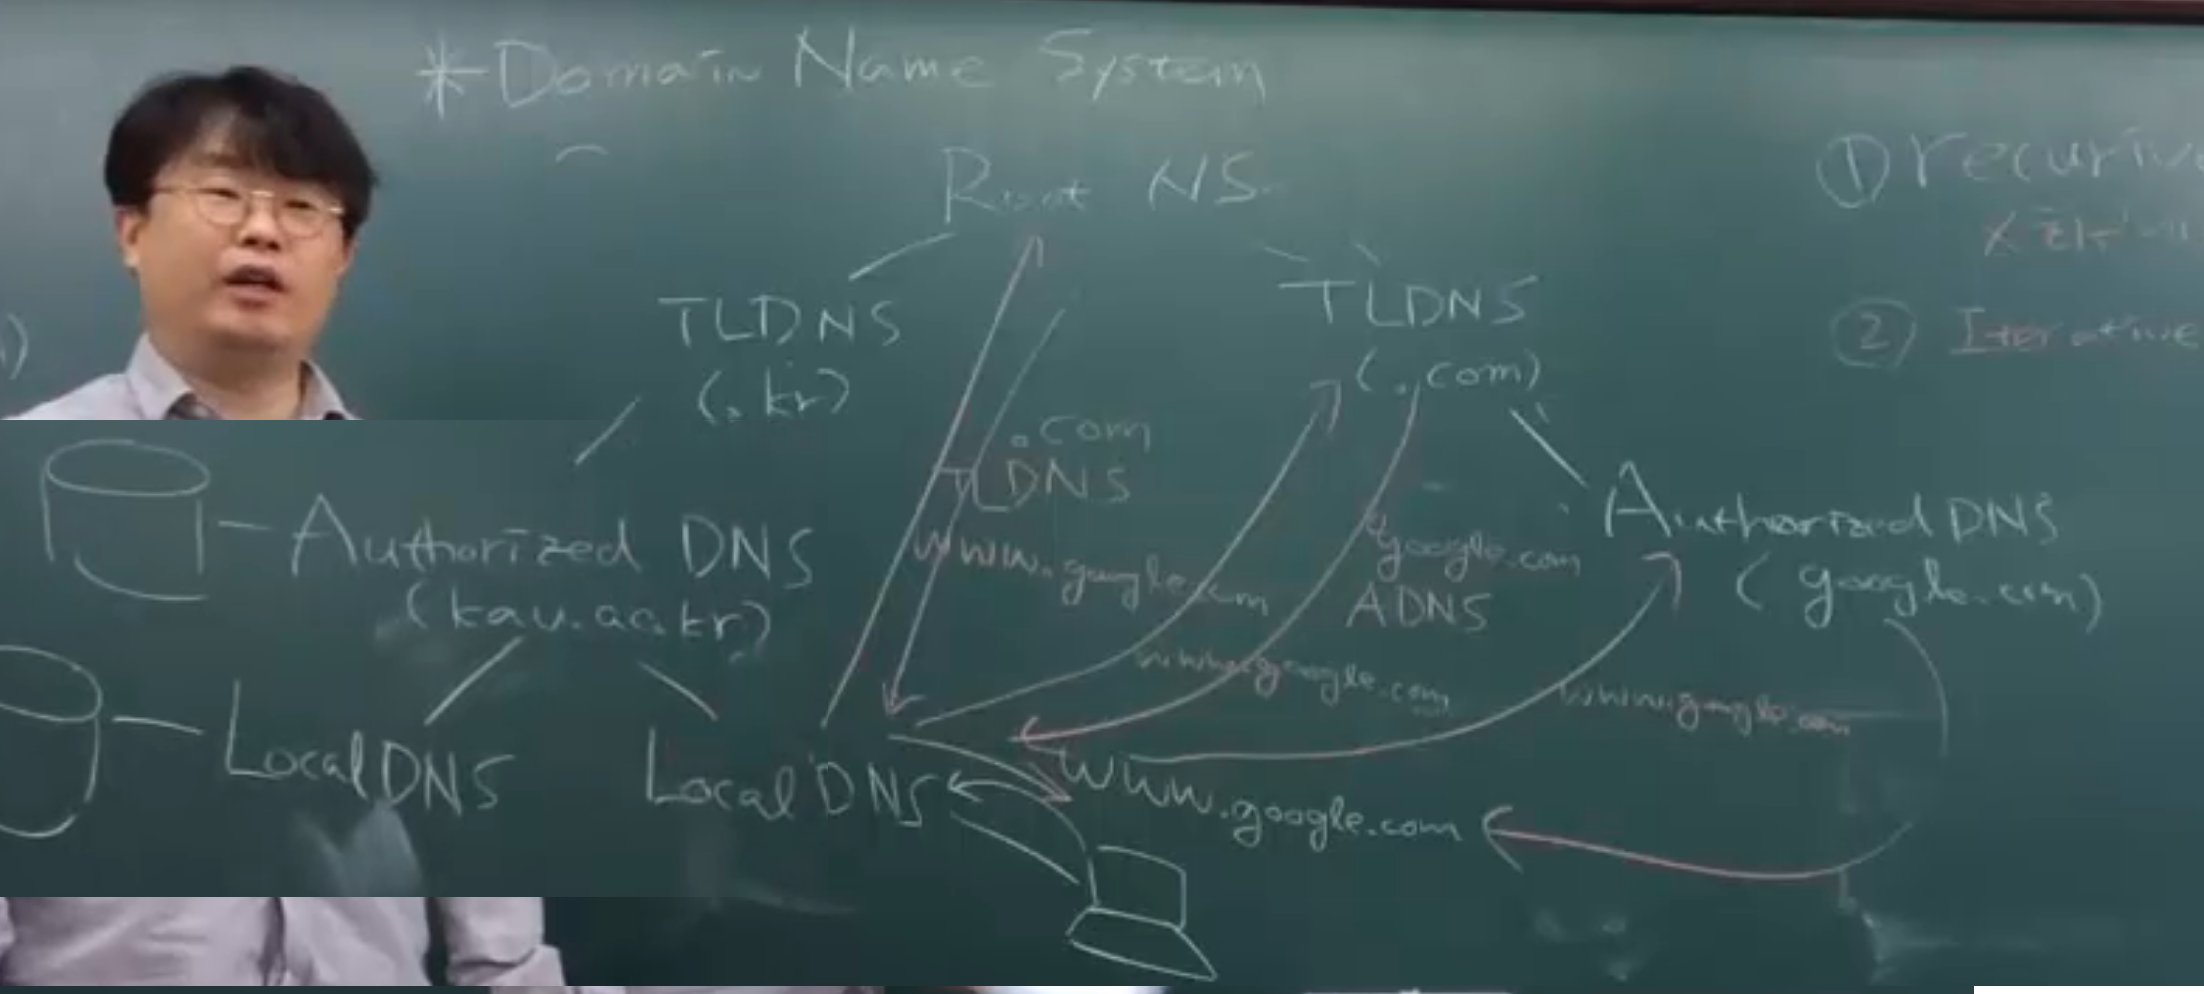 *Domain Name System
Root NS
① recursive
② Iterative
TLDNS
(.kr)
TLDNS
(.com)
.com
TLDNS
www.google.com
google.com
ADNS
Authorized DNS
(kau.ac.kr)
Authorized DNS
(google.com)
www.google.com
www.google.com
Local DNS
Local DNS
www.google.com